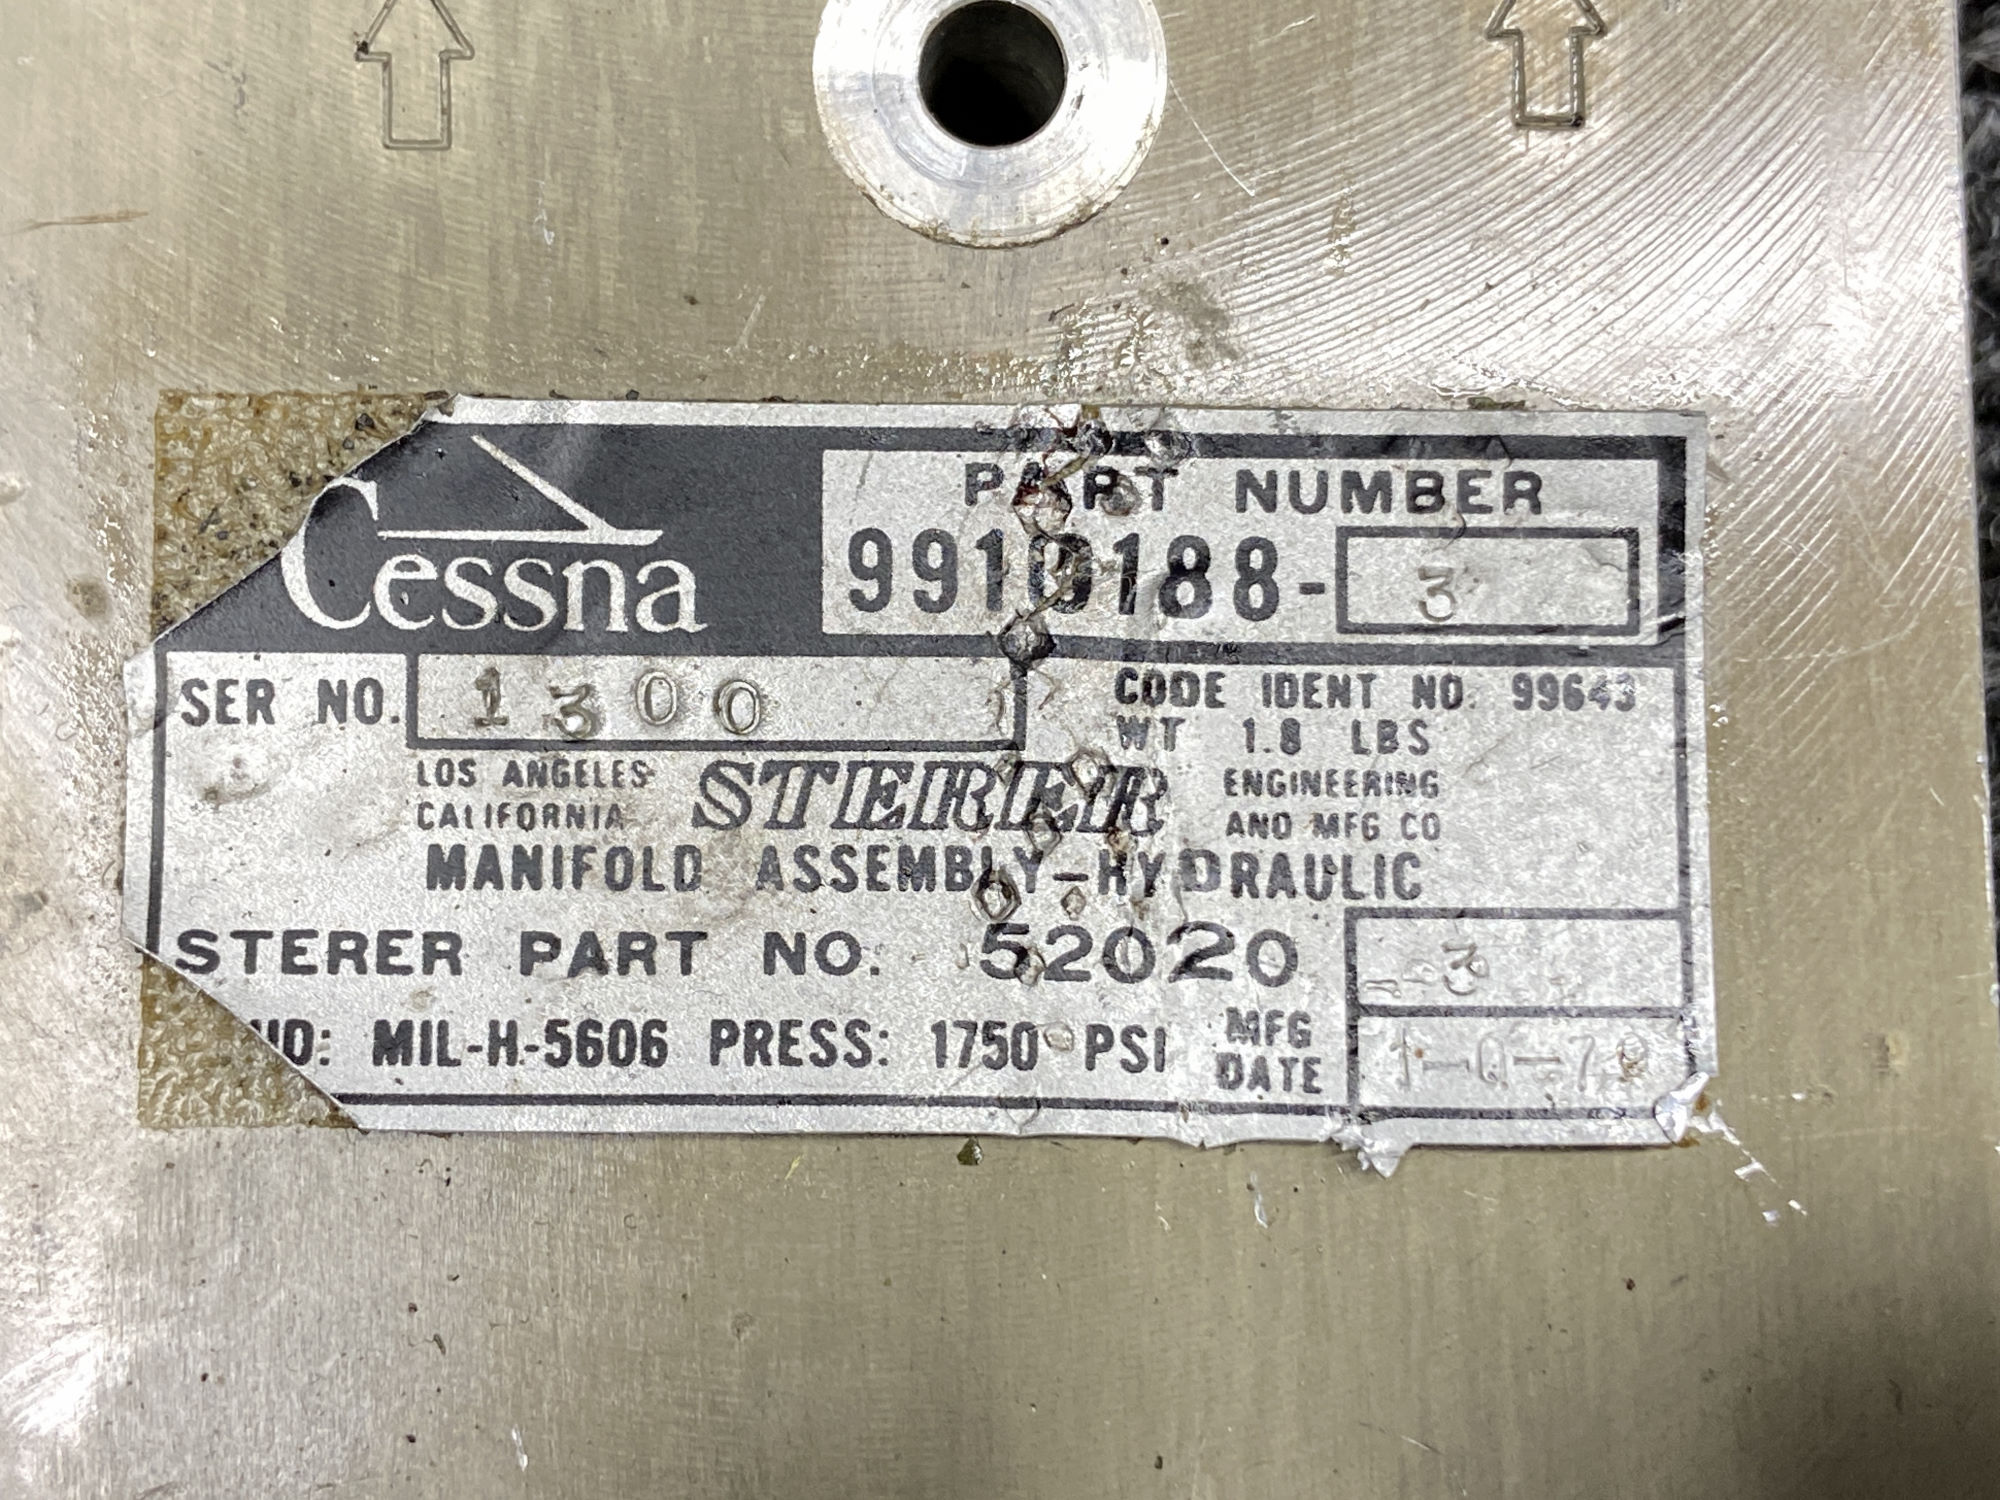 Cessna
PART NUMBER
9910188-3
SER NO. 1300
CODE IDENT NO. 99643
WT 1.8 LBS
LOS ANGELES
CALIFORNIA
STERER
ENGINEERING
AND MFG CO
MANIFOLD ASSEMBLY-HYDRAULIC
STERER PART NO. 52020
MIL-H-5606 PRESS: 1750 PSI
MFG
DATE